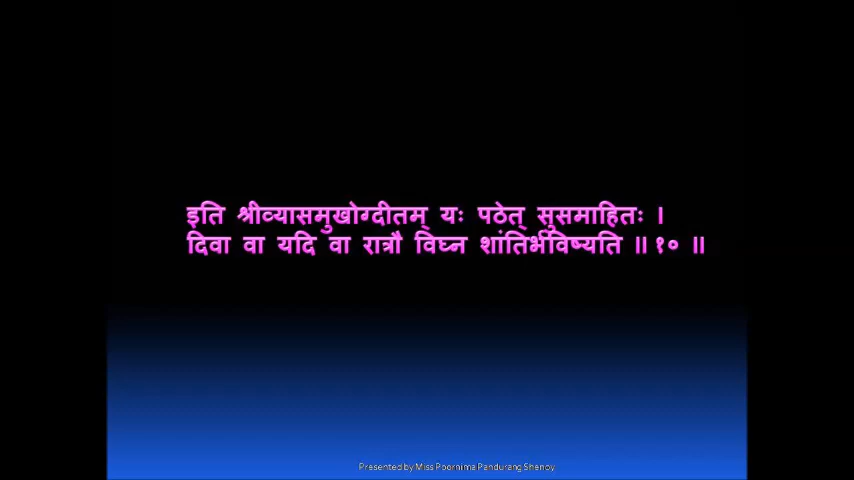 इति श्रीव्यासमुखोग्दीतम् यः पठेत् सुसमाहितः ।
दिवा वा यदि वा रात्रौ विघ्न शांतिर्भविष्यति ॥ १० ॥
Presented by Miss Poornima Pandurang Shenoy